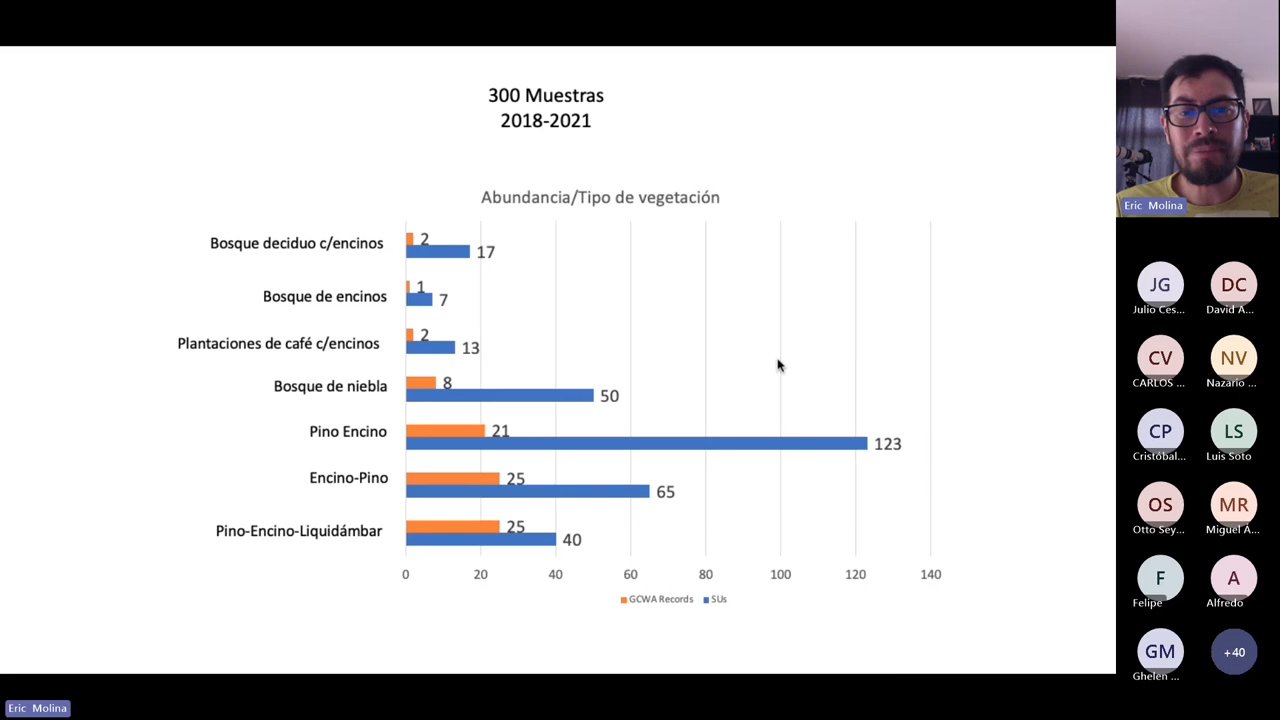 300 Muestras
2018-2021
Abundancia/Tipo de vegetación
Bosque deciduo c/encinos
2
17
Bosque de encinos
1
7
Plantaciones de café c/encinos
2
13
Bosque de niebla
8
50
Pino Encino
21
123
Encino-Pino
25
65
Pino-Encino-Liquidámbar
25
40
0 20 40 60 80 100 120 140
GCWA Records SUs
Eric Molina
JG DC
Julio Ces... David A...
CV NV
CARLOS ... Nazario ...
CP LS
Cristóbal... Luis Soto
OS MR
Otto Sey... Miguel Á...
F A
Felipe Alfredo
GM +40
Ghelen ...
Eric Molina